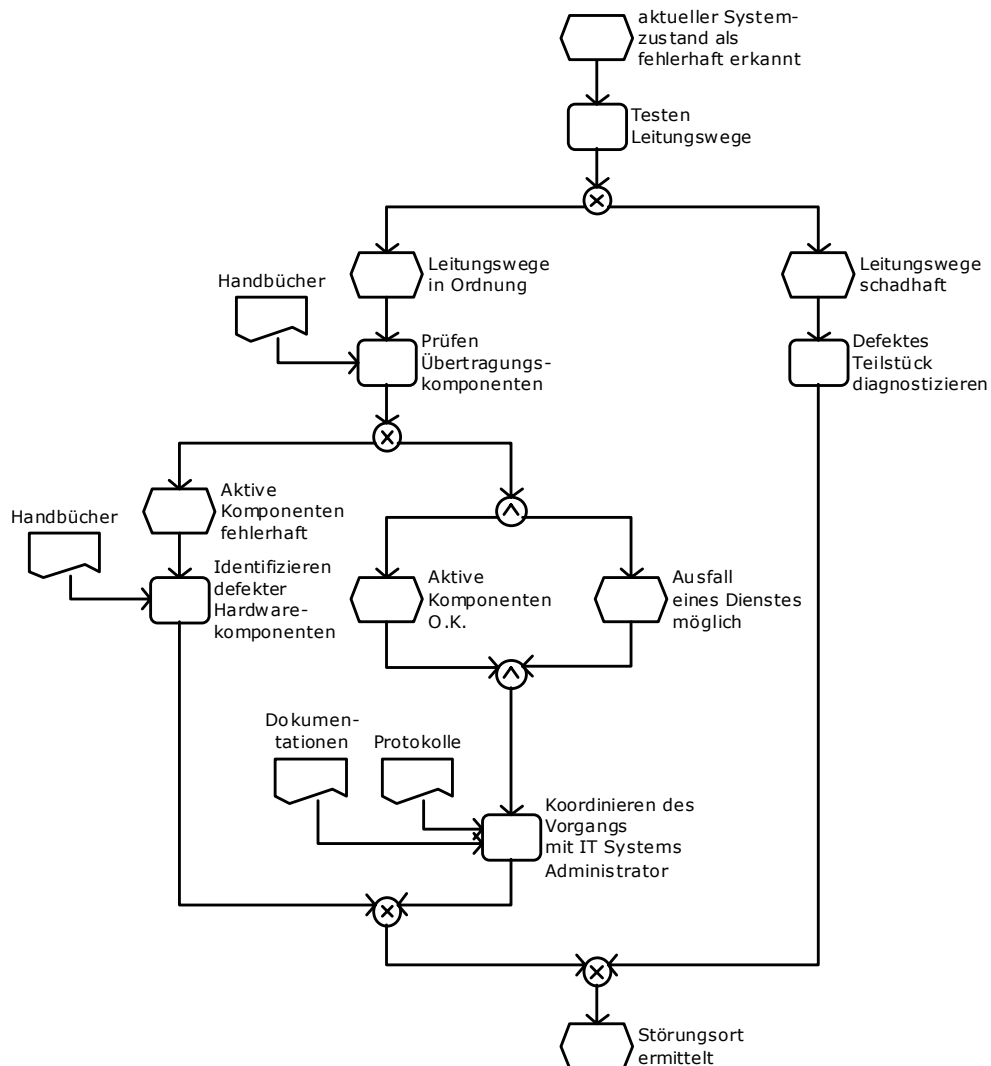 aktueller System-
zustand als
fehlerhaft erkannt
Testen
Leitungswege
Leitungswege
in Ordnung
Leitungswege
schadhaft
Handbücher
Prüfen
Übertragungs-
komponenten
Defektes
Teilstück
diagnostizieren
Aktive
Komponenten
fehlerhaft
Handbücher
Identifizieren
defekter
Hardware-
komponenten
Aktive
Komponenten
O.K.
Ausfall
eines Dienstes
möglich
Dokumen-
tationen
Protokolle
Koordinieren des
Vorgangs
mit IT Systems
Administrator
Störungsort
ermittelt